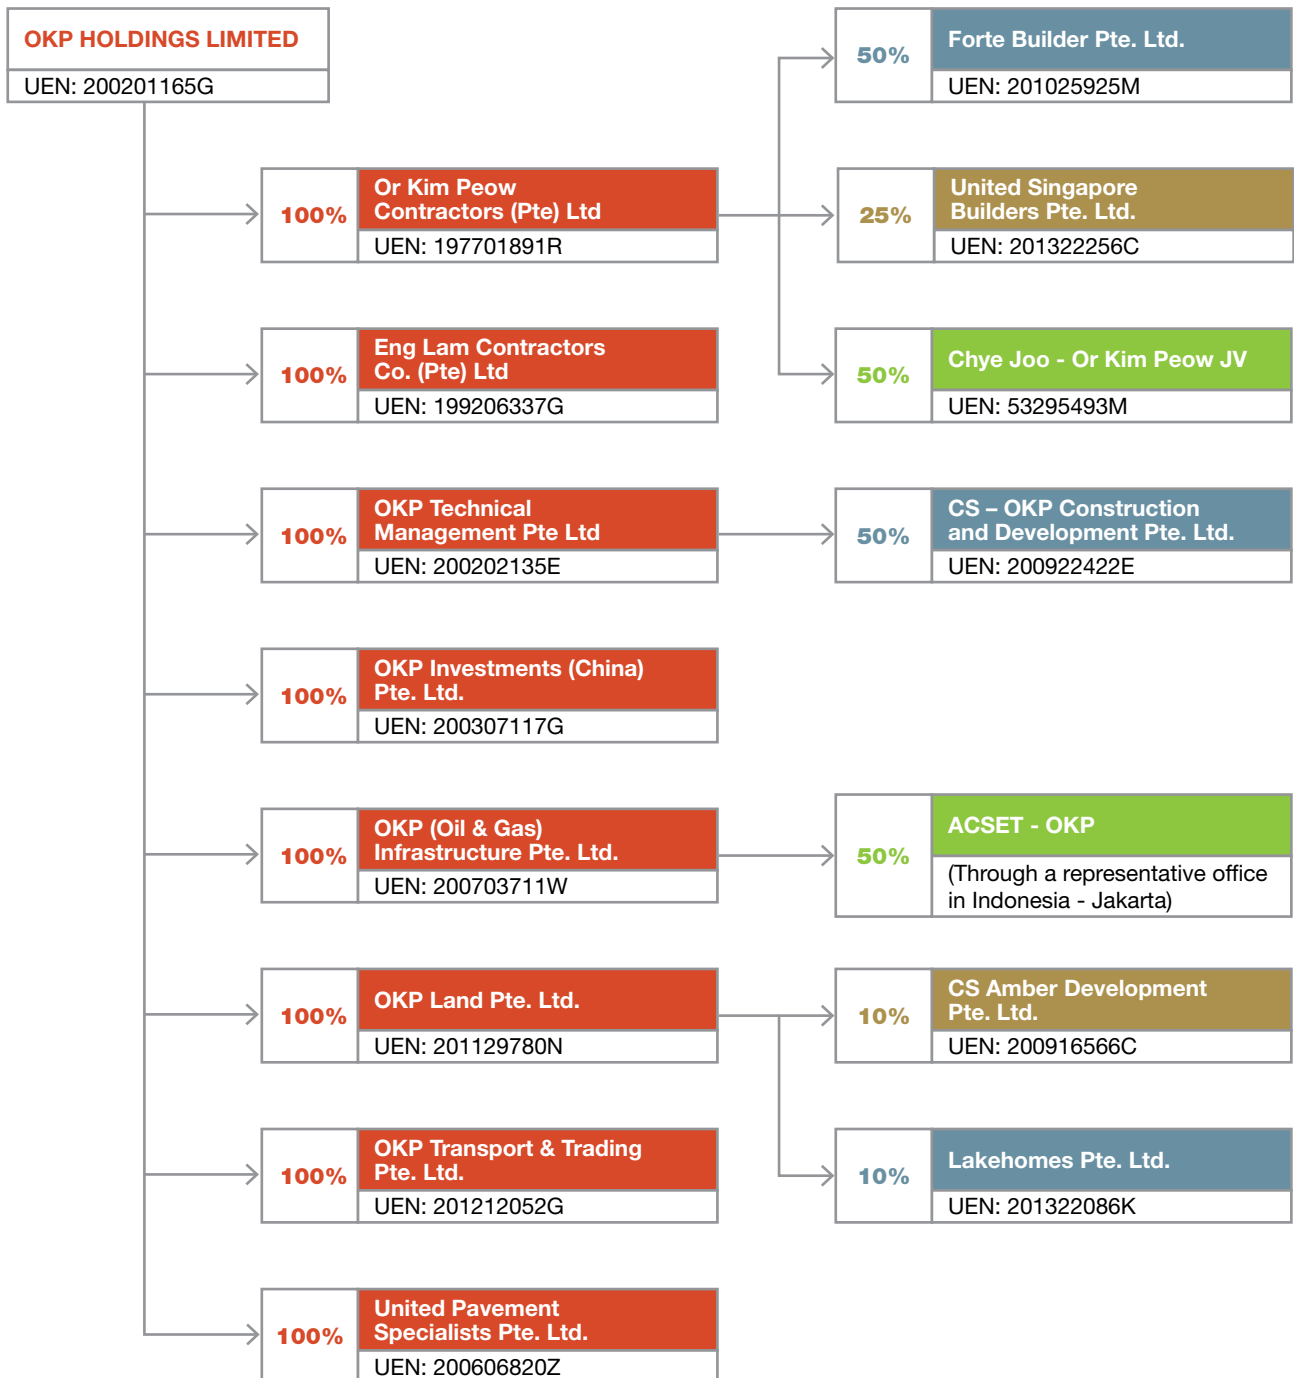 OKP HOLDINGS LIMITED
UEN: 200201165G
50%
Forte Builder Pte. Ltd.
UEN: 201025925M
100%
Or Kim Peow
Contractors (Pte) Ltd
UEN: 197701891R
25%
United Singapore
Builders Pte. Ltd.
UEN: 201322256C
100%
Eng Lam Contractors
Co. (Pte) Ltd
UEN: 199206337G
50%
Chye Joo - Or Kim Peow JV
UEN: 53295493M
100%
OKP Technical
Management Pte Ltd
UEN: 200202135E
50%
CS – OKP Construction
and Development Pte. Ltd.
UEN: 200922422E
100%
OKP Investments (China)
Pte. Ltd.
UEN: 200307117G
100%
OKP (Oil & Gas)
Infrastructure Pte. Ltd.
UEN: 200703711W
50%
ACSET - OKP
(Through a representative office
in Indonesia - Jakarta)
100%
OKP Land Pte. Ltd.
UEN: 201129780N
10%
CS Amber Development
Pte. Ltd.
UEN: 200916566C
100%
OKP Transport & Trading
Pte. Ltd.
UEN: 201212052G
10%
Lakehomes Pte. Ltd.
UEN: 201322086K
100%
United Pavement
Specialists Pte. Ltd.
UEN: 200606820Z